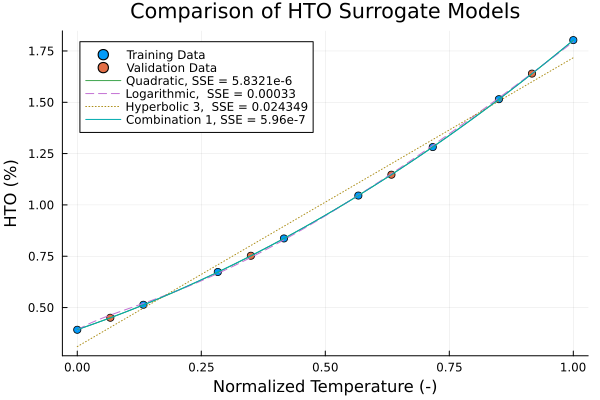 Comparison of HTO Surrogate Models
HTO (%)
1.75
1.50
1.25
1.00
0.75
0.50
Training Data
Validation Data
Quadratic, SSE = 5.8321e-6
Logarithmic,  SSE = 0.00033
Hyperbolic 3,  SSE = 0.024349
Combination 1, SSE = 5.96e-7
0.00 0.25 0.50 0.75 1.00
Normalized Temperature (-)